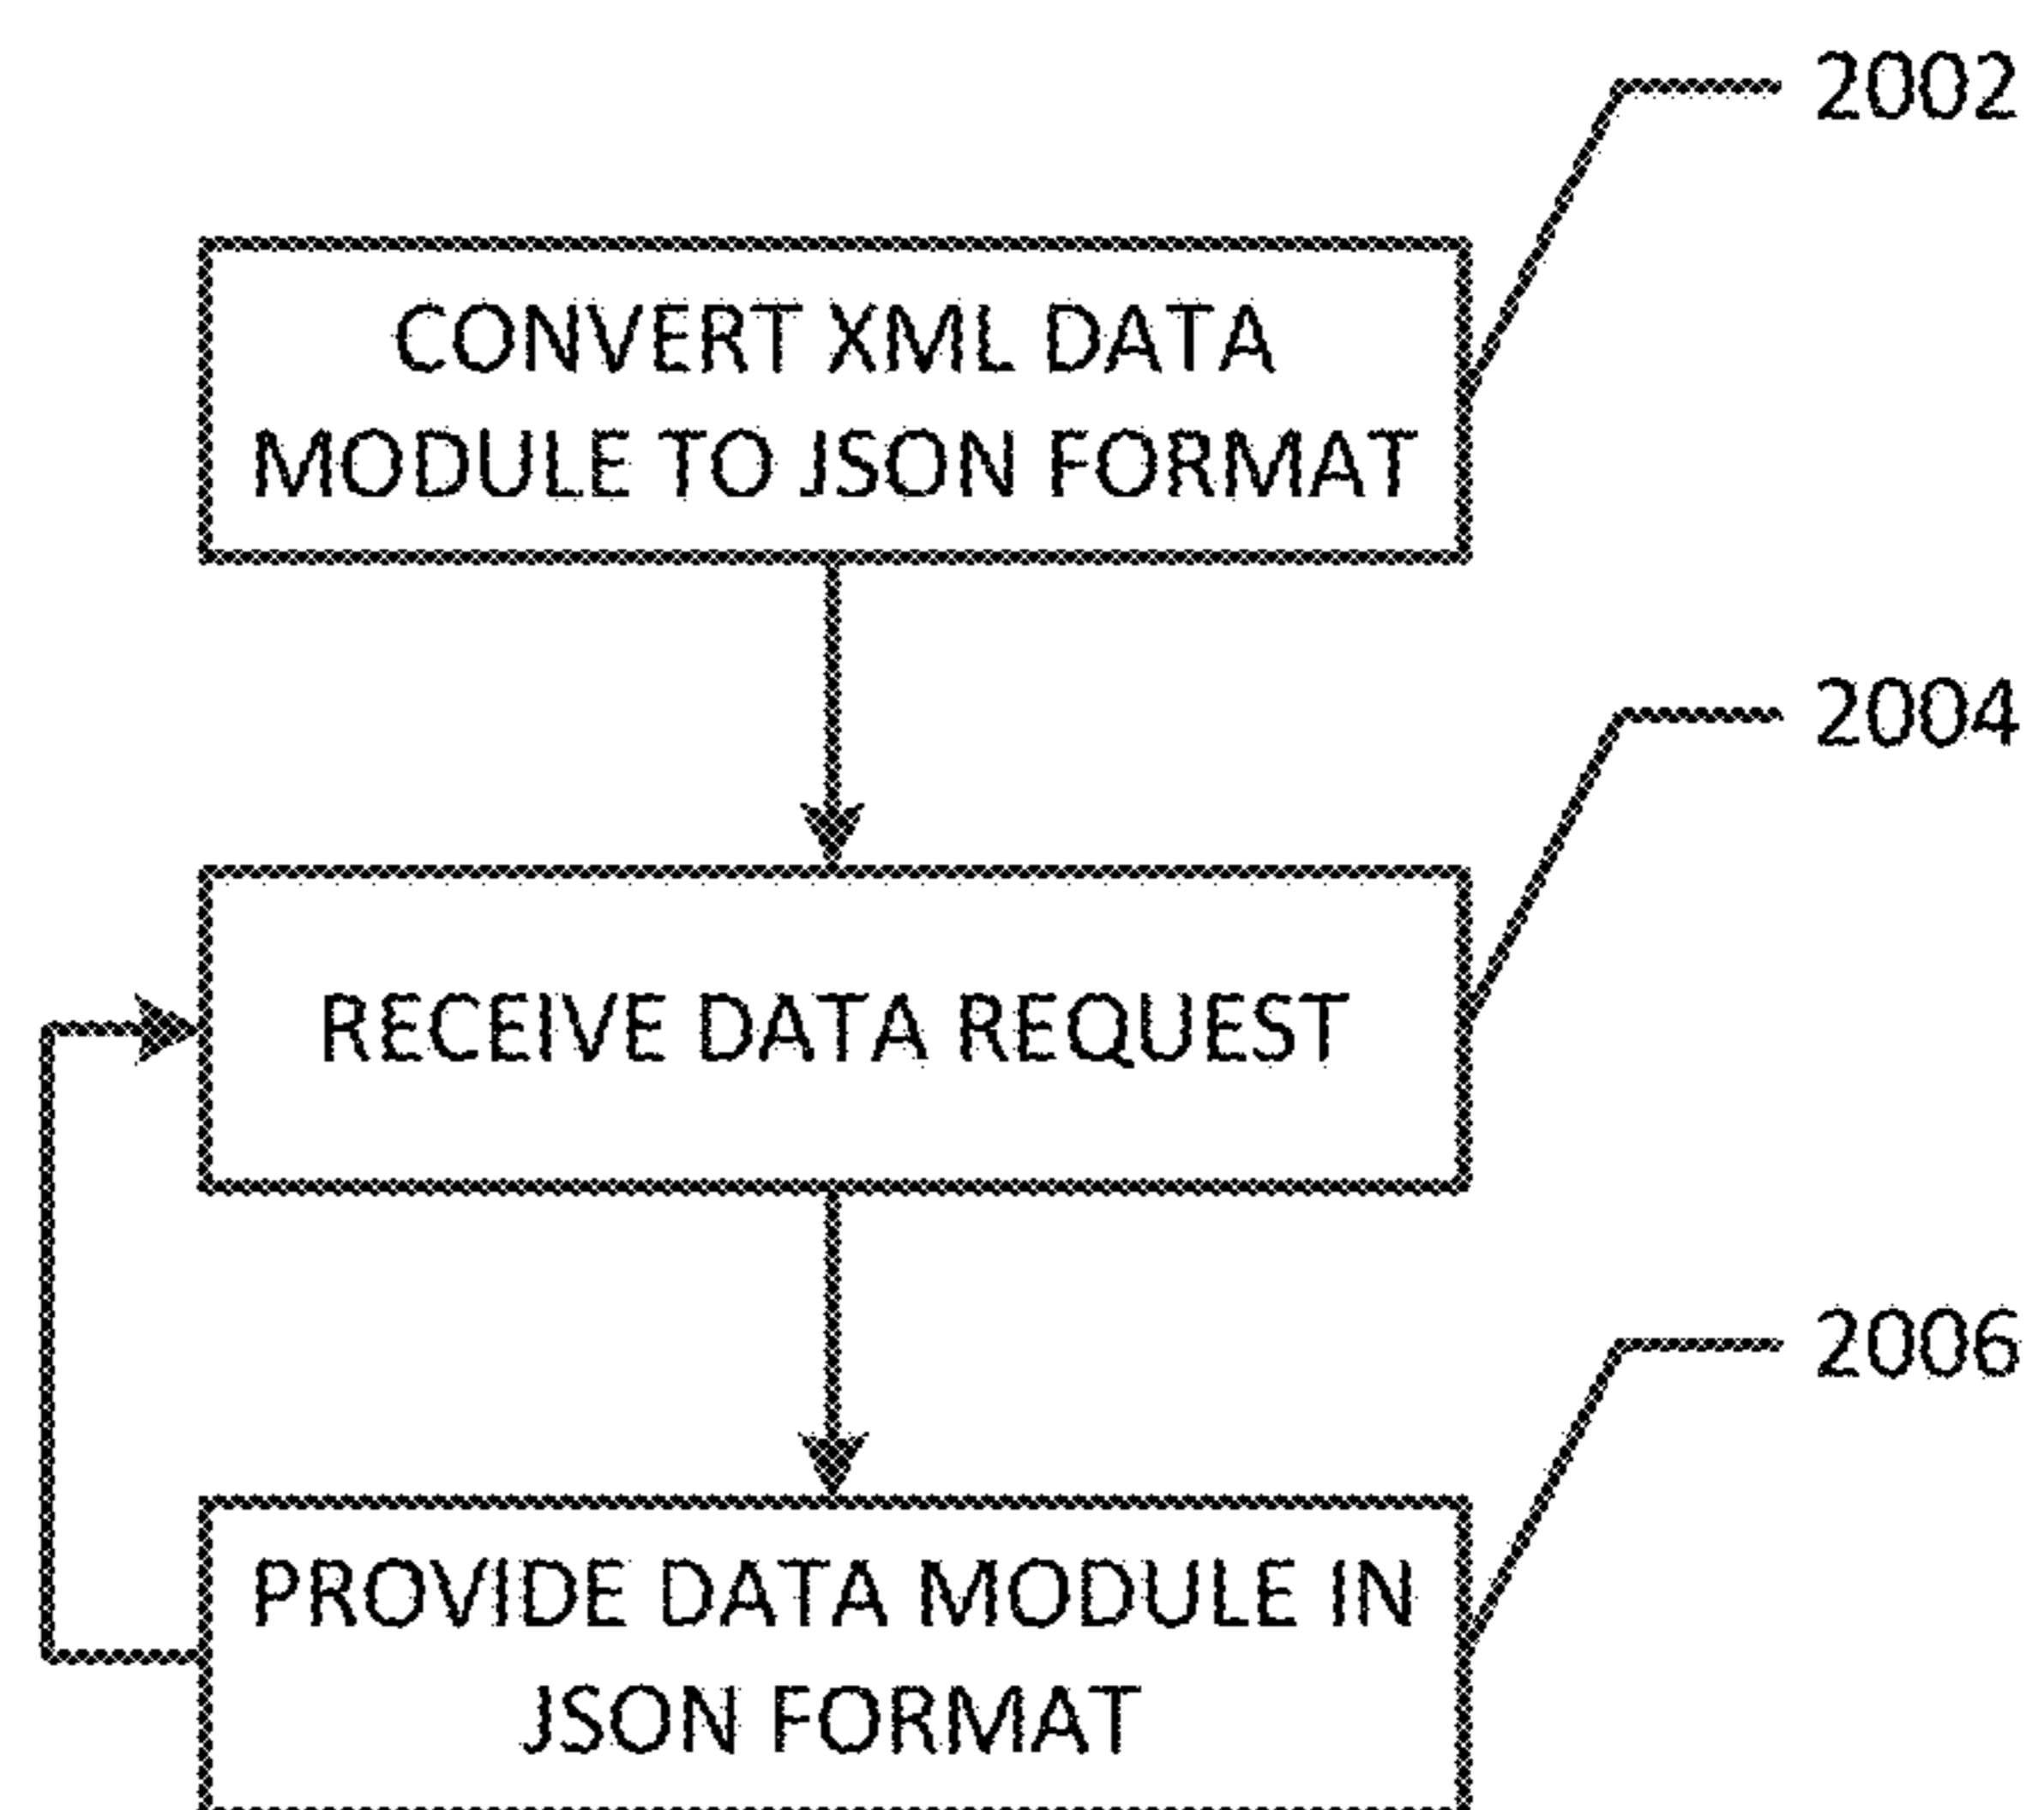 2002
CONVERT XML DATA
MODULE TO JSON FORMAT
2004
RECEIVE DATA REQUEST
2006
PROVIDE DATA MODULE IN
JSON FORMAT